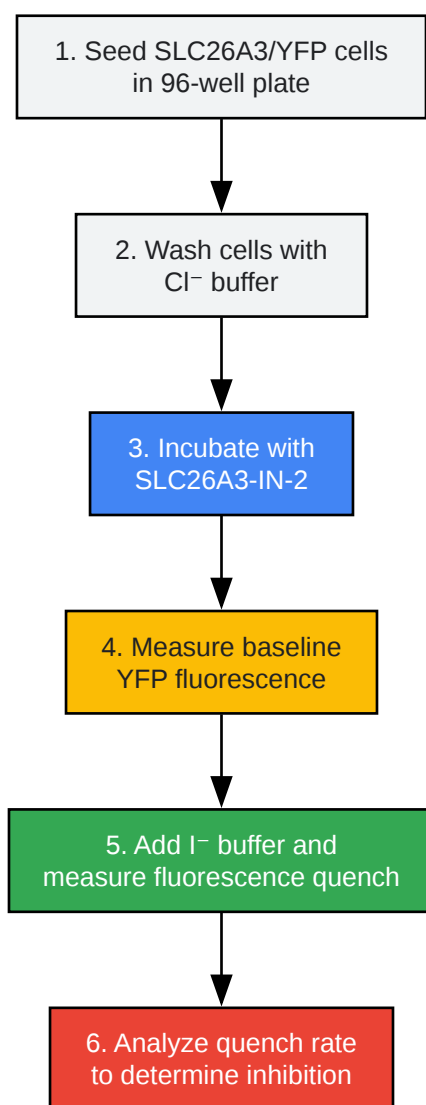 1. Seed SLC26A3/YFP cells
in 96-well plate
2. Wash cells with
Cl⁻ buffer
3. Incubate with
SLC26A3-IN-2
4. Measure baseline
YFP fluorescence
5. Add I⁻ buffer and
measure fluorescence quench
6. Analyze quench rate
to determine inhibition